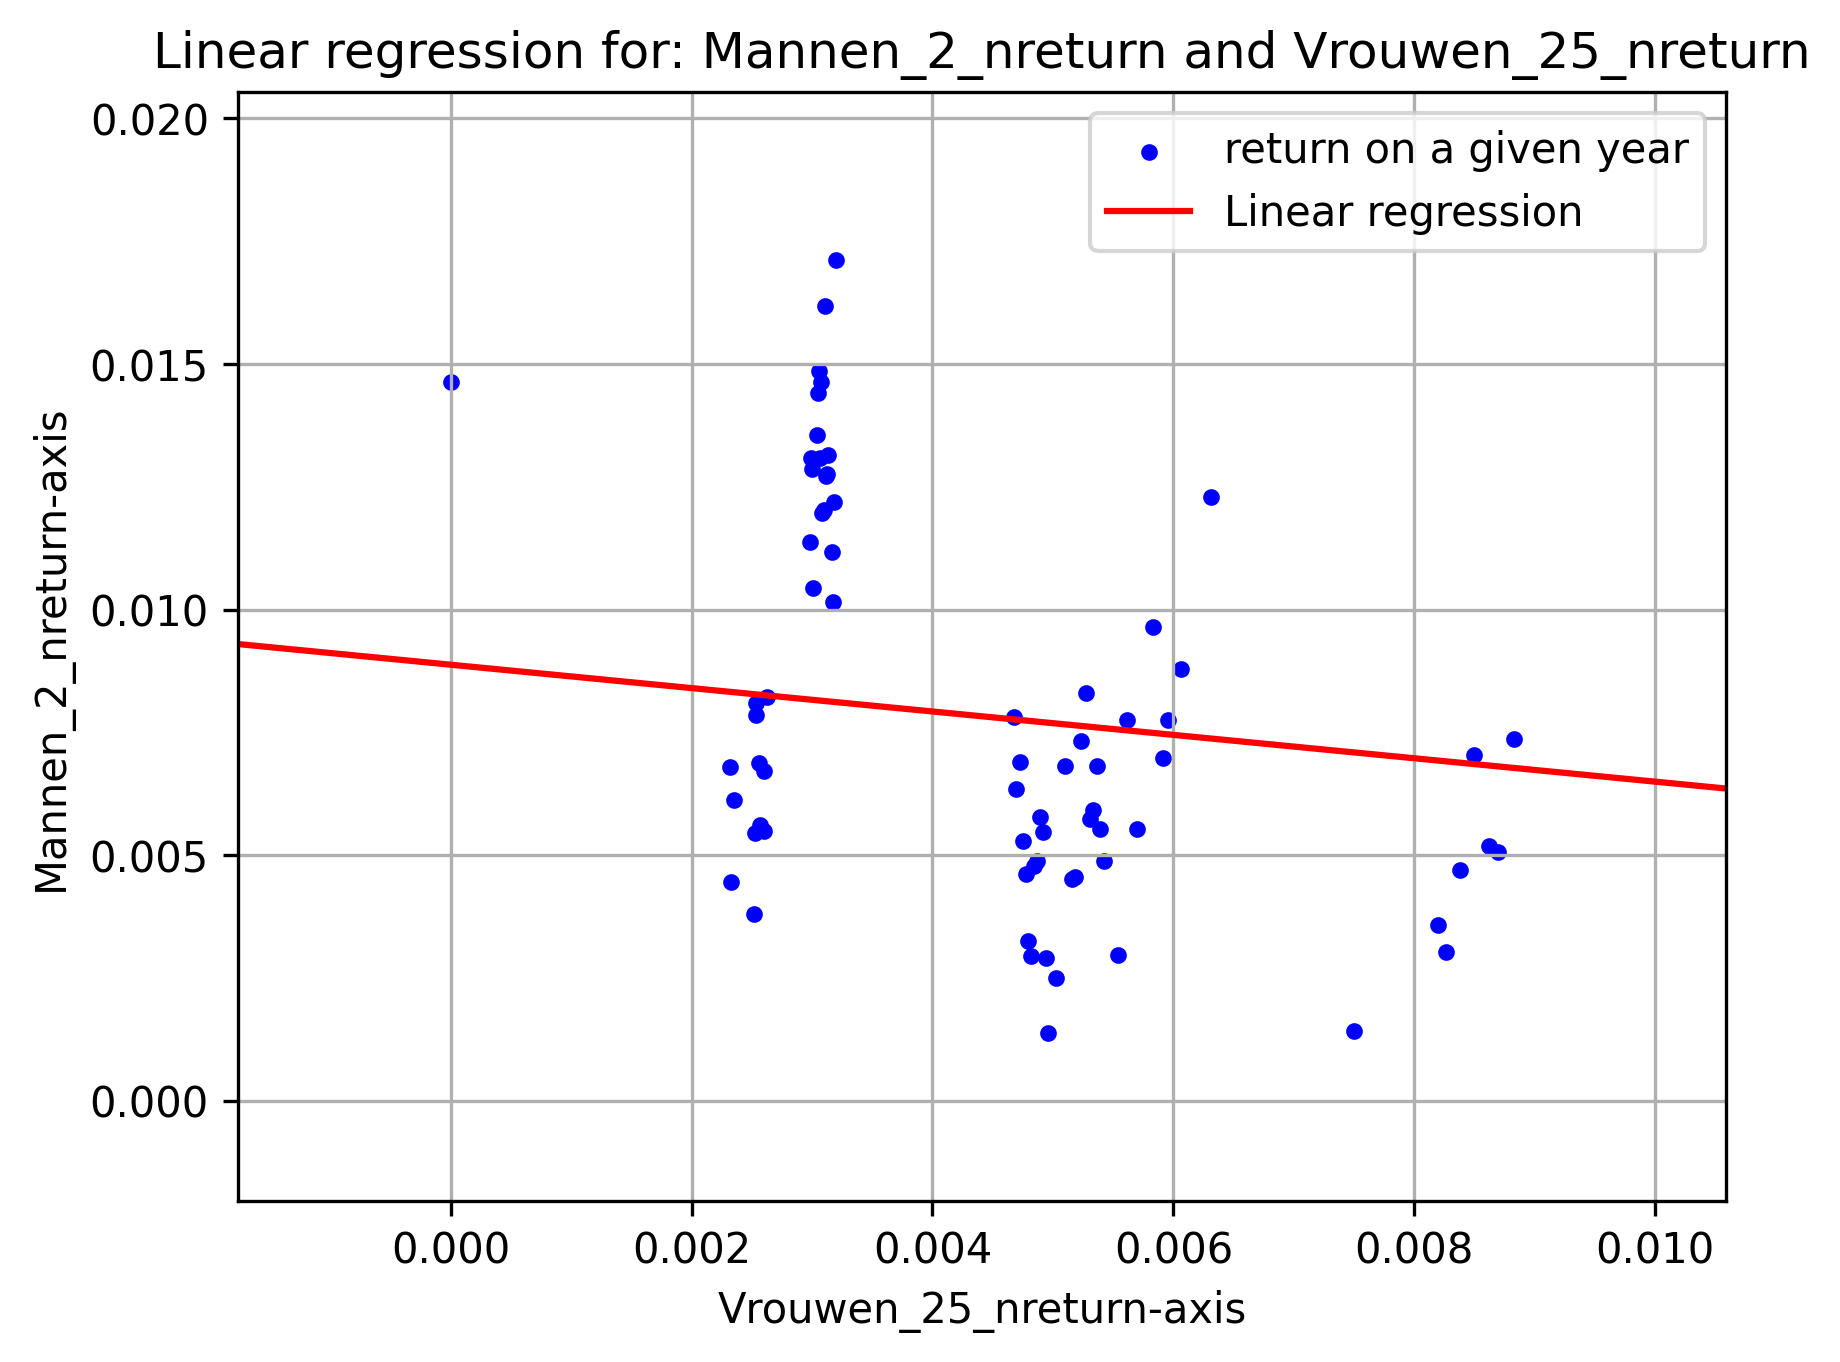 Linear regression for: Mannen_2_nreturn and Vrouwen_25_nreturn
return on a given year
Linear regression
0.020
0.015
0.010
0.005
0.000
Mannen_2_nreturn-axis
0.000 0.002 0.004 0.006 0.008 0.010
Vrouwen_25_nreturn-axis